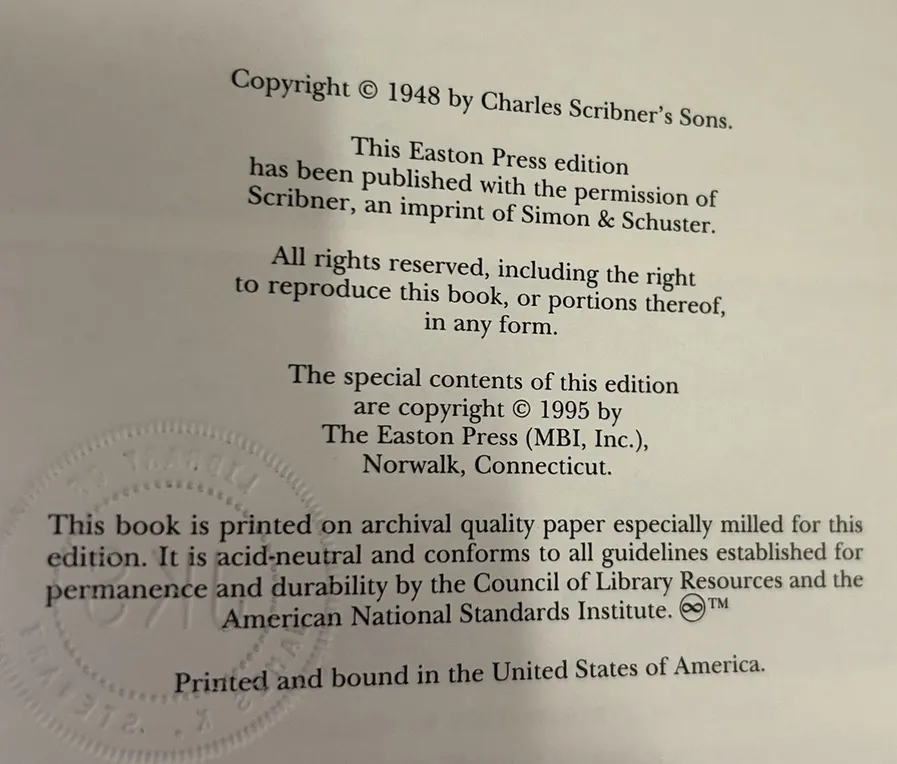 Copyright © 1948 by Charles Scribner's Sons.
This Easton Press edition
has been published with the permission of
Scribner, an imprint of Simon & Schuster.
All rights reserved, including the right
to reproduce this book, or portions thereof,
in any form.
The special contents of this edition
are copyright © 1995 by
The Easton Press (MBI, Inc.),
Norwalk, Connecticut.
This book is printed on archival quality paper especially milled for this
edition. It is acid-neutral and conforms to all guidelines established for
permanence and durability by the Council of Library Resources and the
American National Standards Institute. ♾™
Printed and bound in the United States of America.
LIBRARY OF